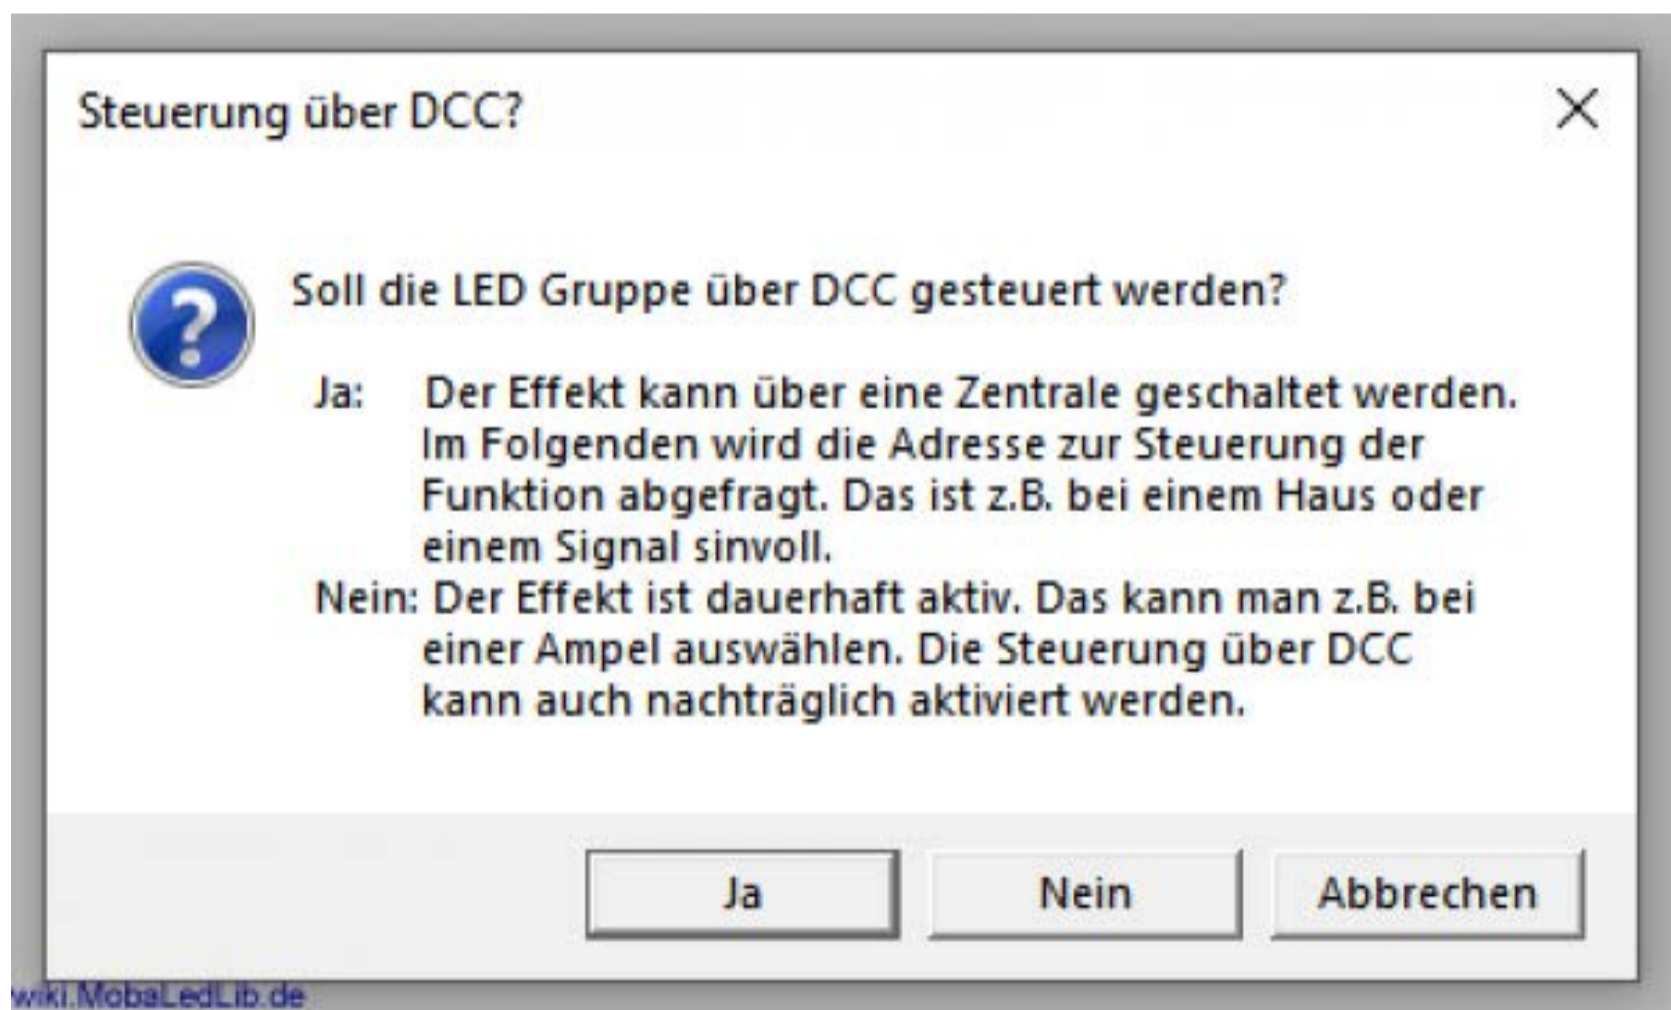 Steuerung über DCC?
Soll die LED Gruppe über DCC gesteuert werden?
Ja: Der Effekt kann über eine Zentrale geschaltet werden.
Im Folgenden wird die Adresse zur Steuerung der
Funktion abgefragt. Das ist z.B. bei einem Haus oder
einem Signal sinvoll.
Nein: Der Effekt ist dauerhaft aktiv. Das kann man z.B. bei
einer Ampel auswählen. Die Steuerung über DCC
kann auch nachträglich aktiviert werden.
Ja Nein Abbrechen
wiki.MobaLedLib.de